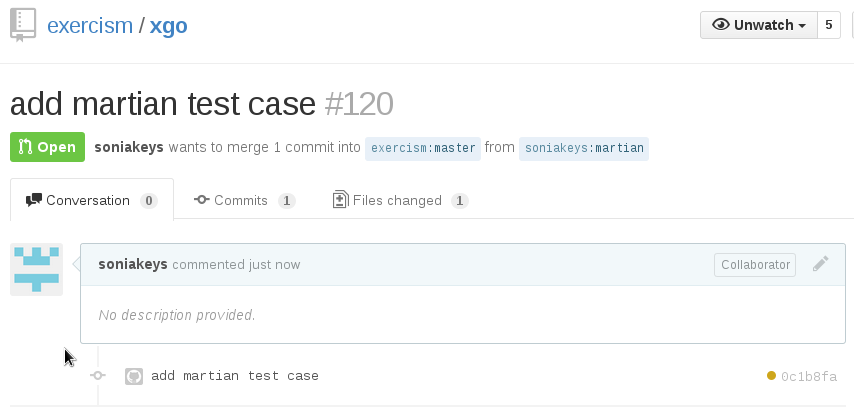 exercism / xgo
Unwatch 5
add martian test case #120
Open soniakeys wants to merge 1 commit into exercism:master from soniakeys:martian
Conversation 0 Commits 1 Files changed 1
soniakeys commented just now Collaborator
No description provided.
add martian test case 0c1b8fa